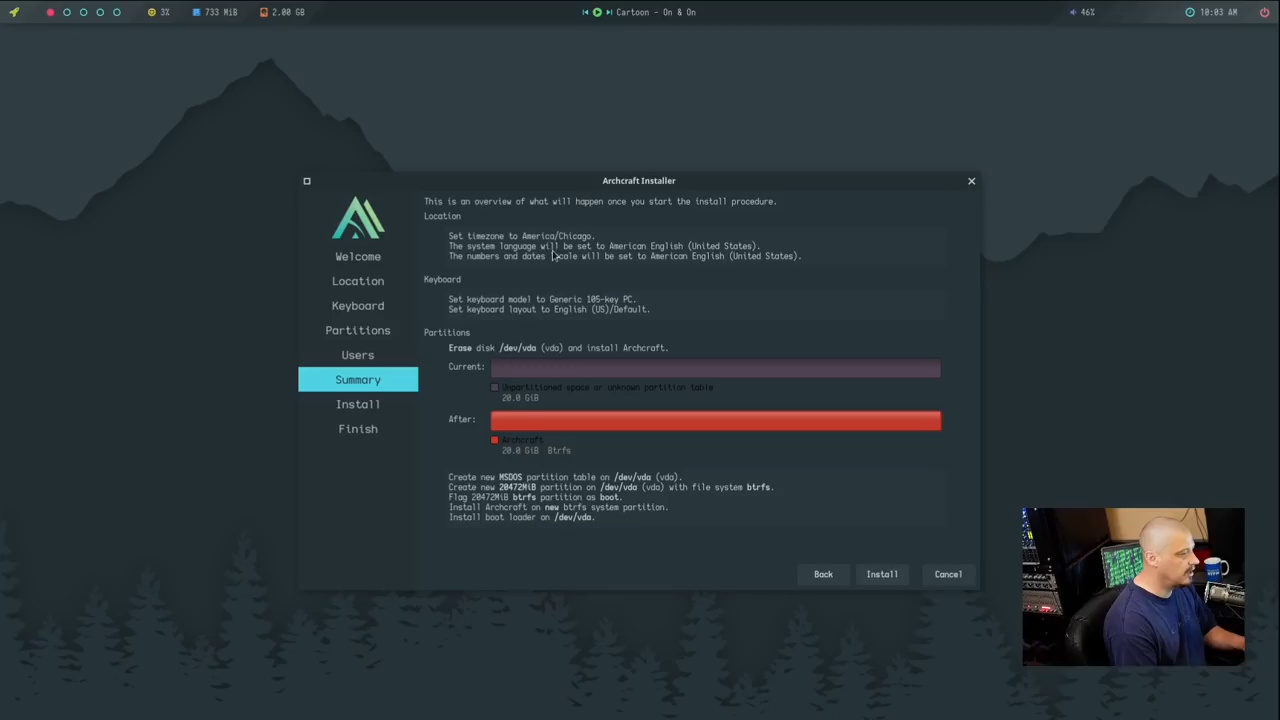 3%
733 MiB
2.00 GB
Cartoon - On & On
46%
10:03 AM
Archcraft Installer
Welcome
Location
Keyboard
Partitions
Users
Summary
Install
Finish
This is an overview of what will happen once you start the install procedure.
Location
Set timezone to America/Chicago.
The system language will be set to American English (United States).
The numbers and dates locale will be set to American English (United States).
Keyboard
Set keyboard model to Generic 105-key PC.
Set keyboard layout to English (US)/Default.
Partitions
Erase disk /dev/vda (vda) and install Archcraft.
Current:
Unpartitioned space or unknown partition table
20.0 GiB
After:
Archcraft
20.0 GiB Btrfs
Create new MSDOS partition table on /dev/vda (vda).
Create new 20472MiB partition on /dev/vda (vda) with file system btrfs.
Flag 20472MiB btrfs partition as boot.
Install Archcraft on new btrfs system partition.
Install boot loader on /dev/vda.
Back
Install
Cancel